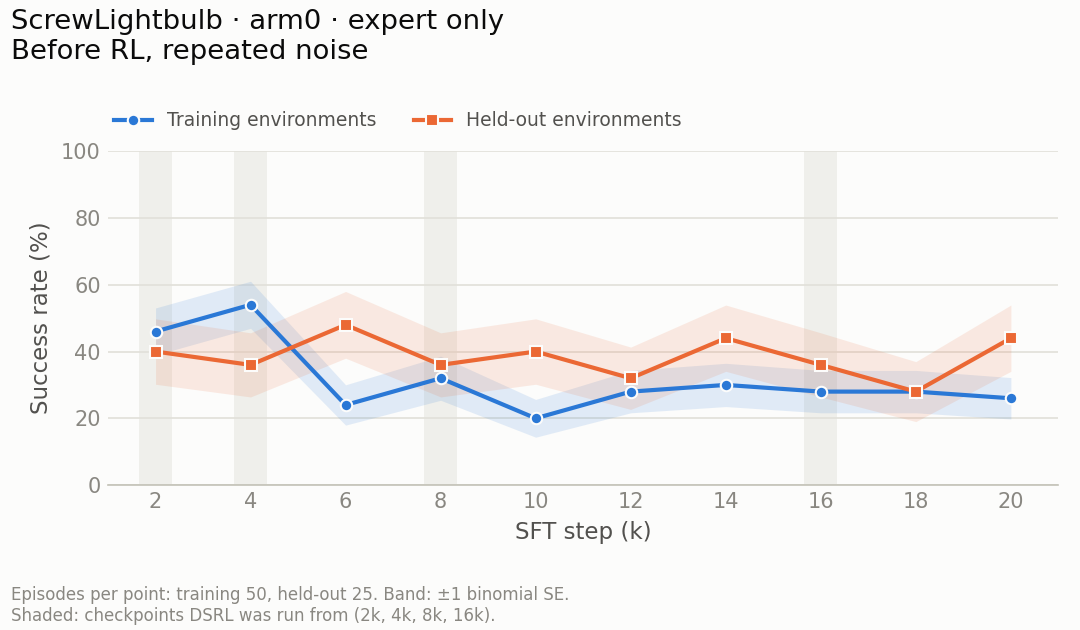 ScrewLightbulb · arm0 · expert only
Before RL, repeated noise
Training environments
Held-out environments
100
80
60
40
20
0
Success rate (%)
2
4
6
8
10
12
14
16
18
20
SFT step (k)
Episodes per point: training 50, held-out 25. Band: ±1 binomial SE.
Shaded: checkpoints DSRL was run from (2k, 4k, 8k, 16k).